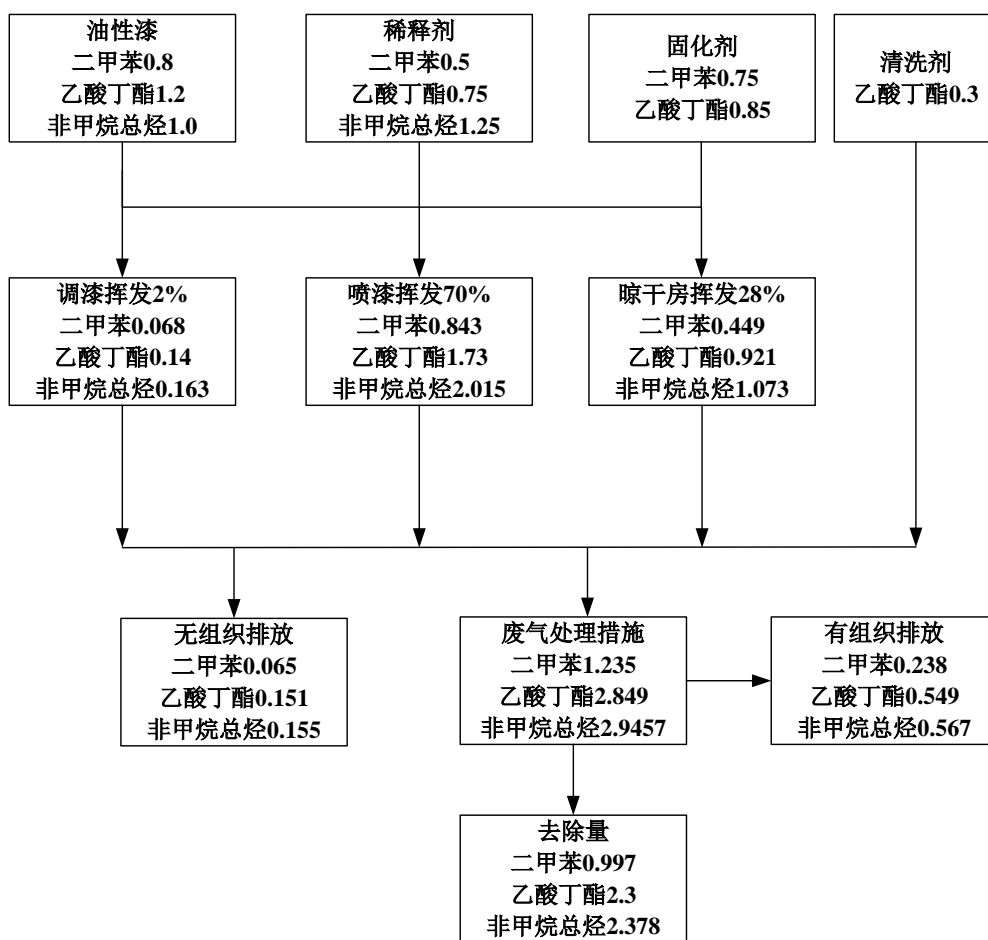 油性漆
二甲苯0.8
乙酸丁酯1.2
非甲烷总烃1.0
稀释剂
二甲苯0.5
乙酸丁酯0.75
非甲烷总烃1.25
固化剂
二甲苯0.75
乙酸丁酯0.85
清洗剂
乙酸丁酯0.3
调漆挥发2%
二甲苯0.068
乙酸丁酯0.14
非甲烷总烃0.163
喷漆挥发70%
二甲苯0.843
乙酸丁酯1.73
非甲烷总烃2.015
晾干房挥发28%
二甲苯0.449
乙酸丁酯0.921
非甲烷总烃1.073
无组织排放
二甲苯0.065
乙酸丁酯0.151
非甲烷总烃0.155
废气处理措施
二甲苯1.235
乙酸丁酯2.849
非甲烷总烃2.9457
有组织排放
二甲苯0.238
乙酸丁酯0.549
非甲烷总烃0.567
去除量
二甲苯0.997
乙酸丁酯2.3
非甲烷总烃2.378